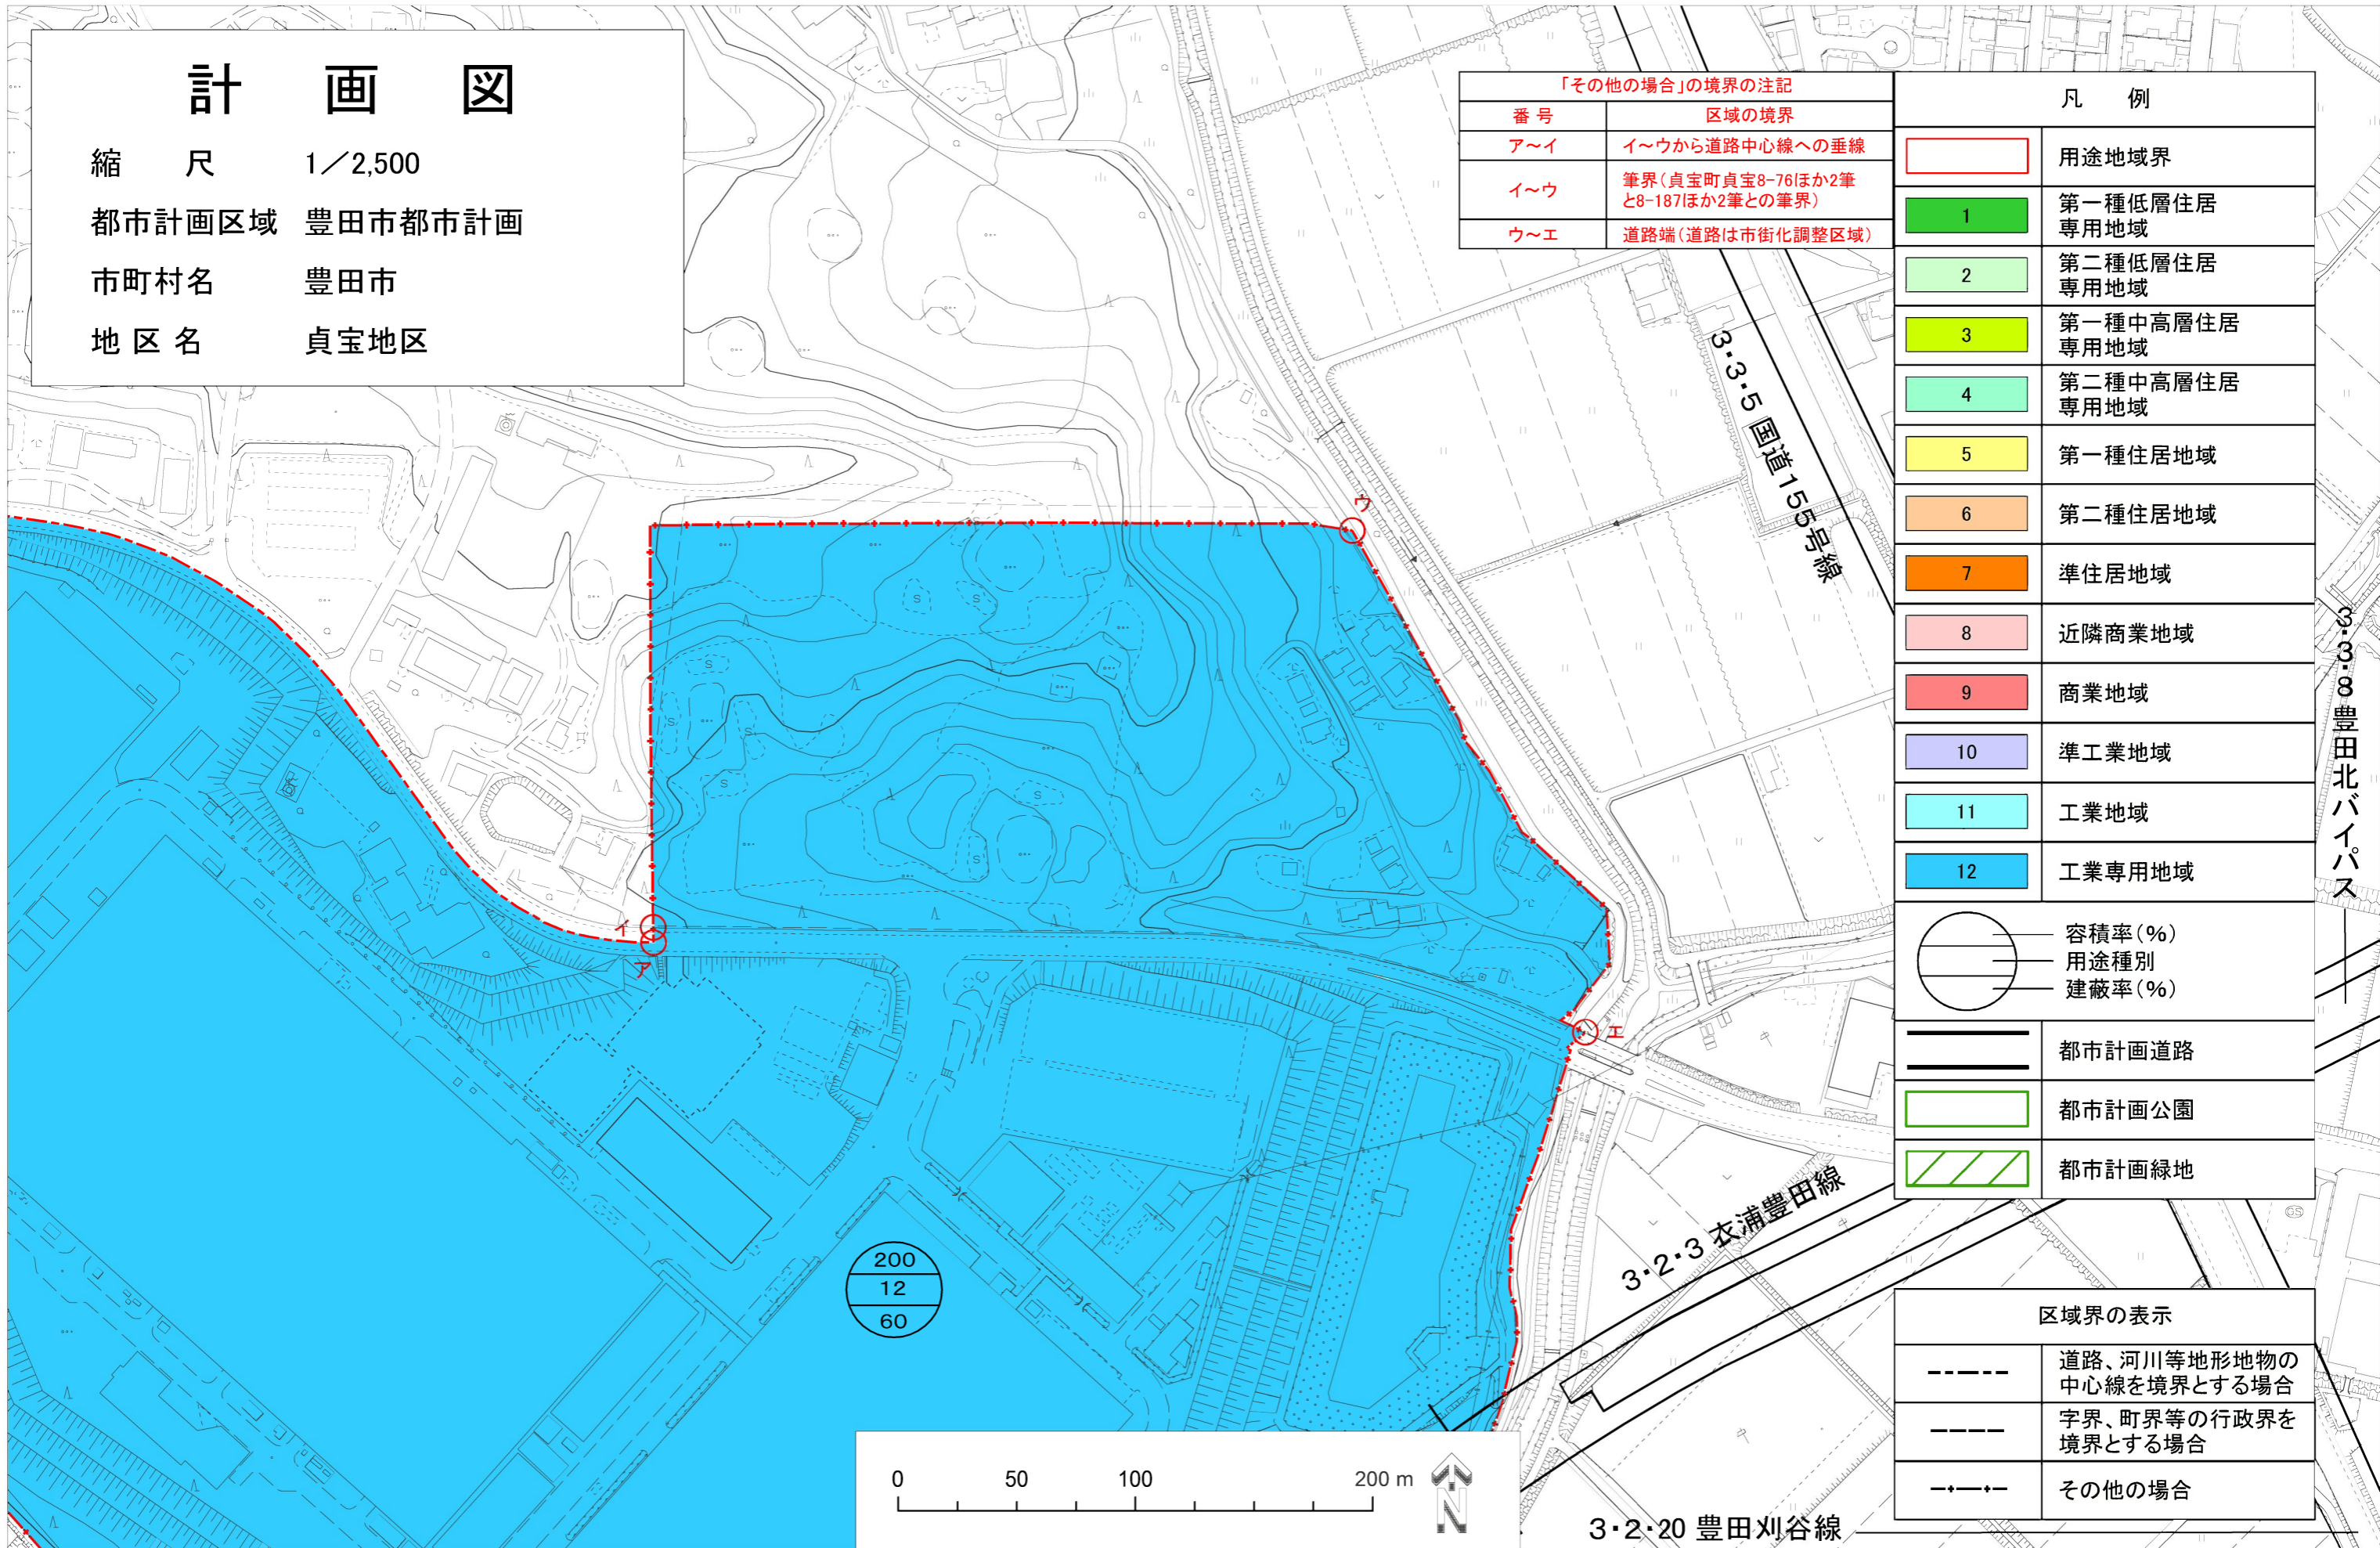 計画図
縮尺 1／2,500
都市計画区域 豊田市都市計画
市町村名 豊田市
地区名 貞宝地区
「その他の場合」の境界の注記
番号 区域の境界
ア～イ イ～ウから道路中心線への垂線
イ～ウ 筆界（貞宝町貞宝8-76ほか2筆
と8-187ほか2筆との筆界）
ウ～エ 道路端（道路は市街化調整区域）
凡例
用途地域界
1 第一種低層住居
専用地域
2 第二種低層住居
専用地域
3 第一種中高層住居
専用地域
4 第二種中高層住居
専用地域
5 第一種住居地域
6 第二種住居地域
7 準住居地域
8 近隣商業地域
9 商業地域
10 準工業地域
11 工業地域
12 工業専用地域
容積率（％）
用途種別
建蔽率（％）
都市計画道路
都市計画公園
都市計画緑地
区域界の表示
道路、河川等地形地物の
中心線を境界とする場合
字界、町界等の行政界を
境界とする場合
その他の場合
3・3・5 国道155号線
3・3・8 豊田北バイパス
3・2・3 衣浦豊田線
3・2・20 豊田刈谷線
ウ
イ
ア
エ
200
12
60
0 50 100 200 m
N